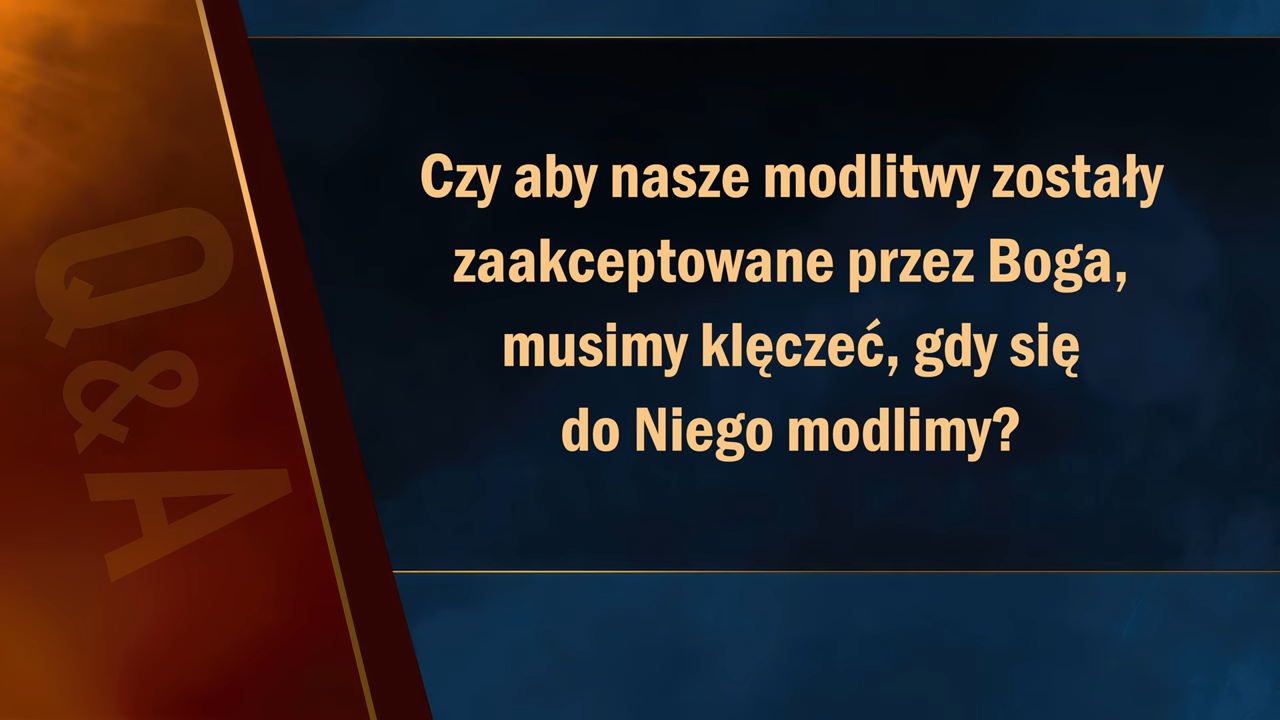 Czy aby nasze modlitwy zostały
zaakceptowane przez Boga,
musimy klęczeć, gdy się
do Niego modlimy?
Q&A